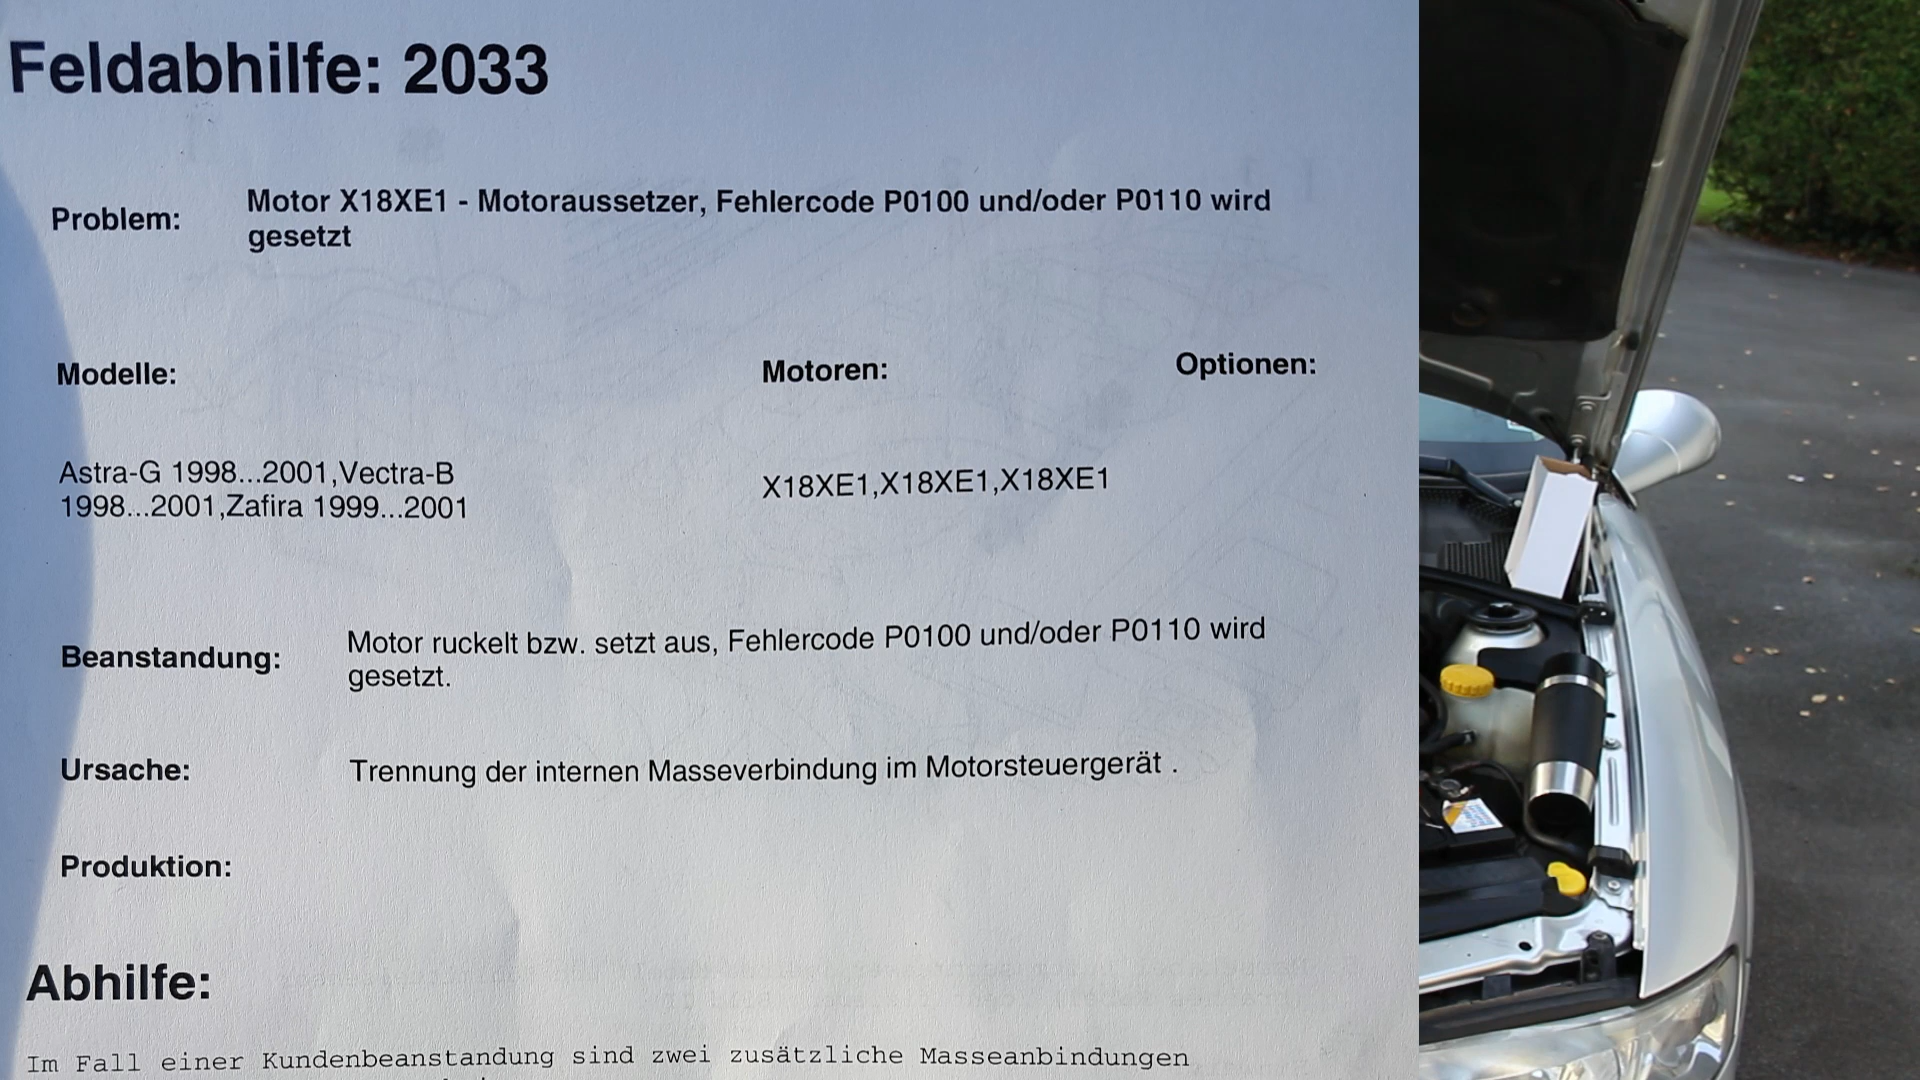 Feldabhilfe: 2033
Problem:
Motor X18XE1 - Motoraussetzer, Fehlercode P0100 und/oder P0110 wird
gesetzt
Modelle:
Motoren:
Optionen:
Astra-G 1998...2001,Vectra-B
1998...2001,Zafira 1999...2001
X18XE1,X18XE1,X18XE1
Beanstandung:
Motor ruckelt bzw. setzt aus, Fehlercode P0100 und/oder P0110 wird
gesetzt.
Ursache:
Trennung der internen Masseverbindung im Motorsteuergerät .
Produktion:
Abhilfe:
Im Fall einer Kundenbeanstandung sind zwei zusätzliche Masseanbindungen